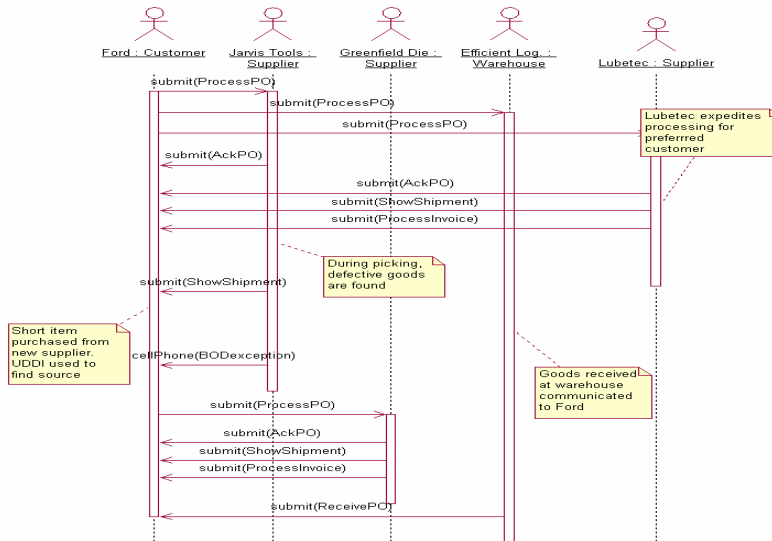 Ford : Customer
Jarvis Tools :
Supplier
Greenfield Die :
Supplier
Efficient Log. :
Warehouse
Lubetec : Supplier
submit(ProcessPO)
submit(ProcessPO)
submit(ProcessPO)
Lubetec expedites
processing for
preferrred
customer
submit(AckPO)
submit(AckPO)
submit(ShowShipment)
submit(ProcessInvoice)
During picking,
defective goods
are found
submit(ShowShipment)
Short item
purchased from
new supplier.
UDDI used to
find source
cellPhone(BODexception)
Goods received
at warehouse
communicated
to Ford
submit(ProcessPO)
submit(AckPO)
submit(ShowShipment)
submit(ProcessInvoice)
submit(ReceivePO)